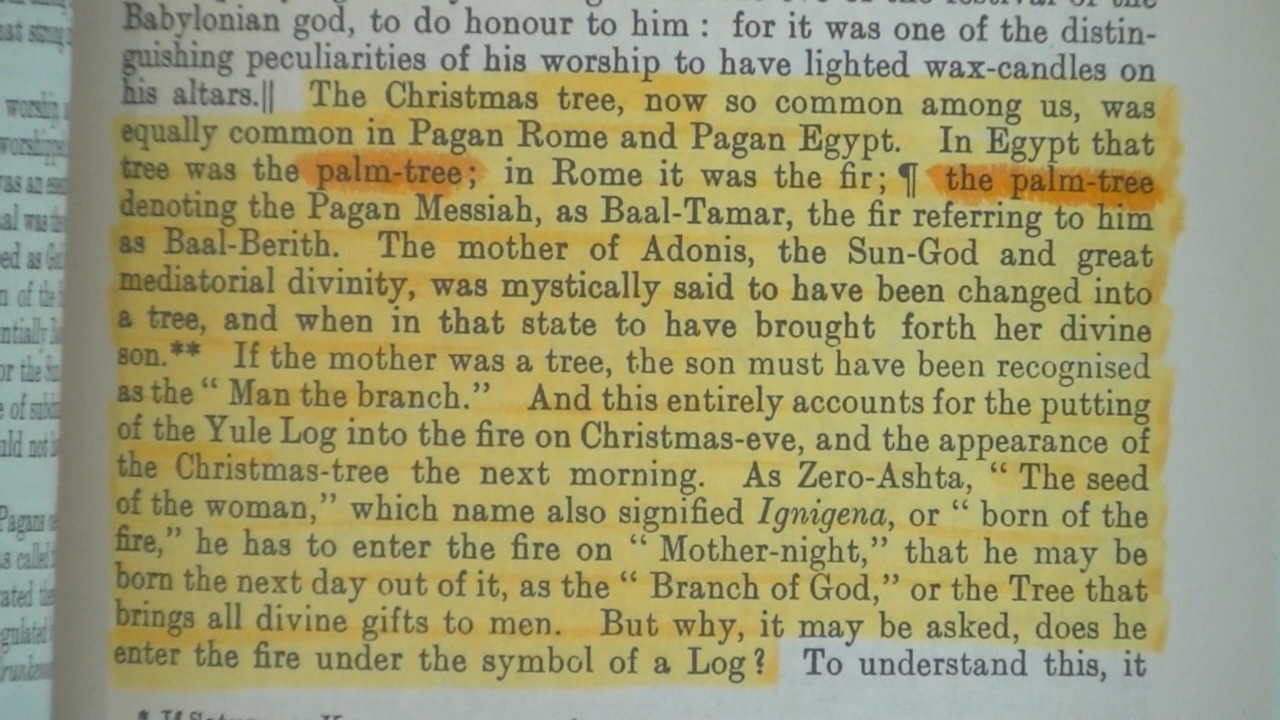 Babylonian god, to do honour to him : for it was one of the distin-
guishing peculiarities of his worship to have lighted wax-candles on
his altars.‖ The Christmas tree, now so common among us, was
equally common in Pagan Rome and Pagan Egypt. In Egypt that
tree was the palm-tree; in Rome it was the fir; ¶ the palm-tree
denoting the Pagan Messiah, as Baal-Tamar, the fir referring to him
as Baal-Berith. The mother of Adonis, the Sun-God and great
mediatorial divinity, was mystically said to have been changed into
a tree, and when in that state to have brought forth her divine
son.** If the mother was a tree, the son must have been recognised
as the “ Man the branch.” And this entirely accounts for the putting
of the Yule Log into the fire on Christmas-eve, and the appearance of
the Christmas-tree the next morning. As Zero-Ashta, “ The seed
of the woman,” which name also signified Ignigena, or “ born of the
fire,” he has to enter the fire on “ Mother-night,” that he may be
born the next day out of it, as the “ Branch of God,” or the Tree that
brings all divine gifts to men. But why, it may be asked, does he
enter the fire under the symbol of a Log? To understand this, it